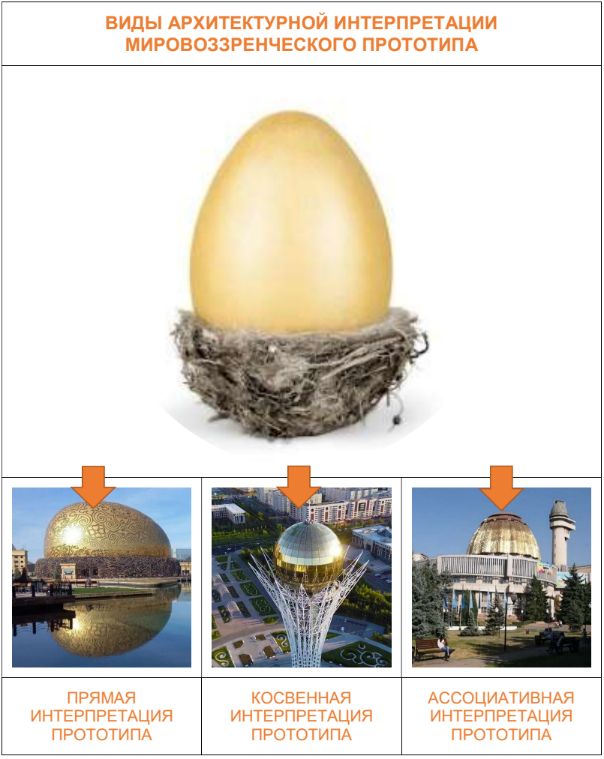 ВИДЫ АРХИТЕКТУРНОЙ ИНТЕРПРЕТАЦИИ
МИРОВОЗЗРЕНЧЕСКОГО ПРОТОТИПА
ПРЯМАЯ
ИНТЕРПРЕТАЦИЯ
ПРОТОТИПА
КОСВЕННАЯ
ИНТЕРПРЕТАЦИЯ
ПРОТОТИПА
АССОЦИАТИВНАЯ
ИНТЕРПРЕТАЦИЯ
ПРОТОТИПА